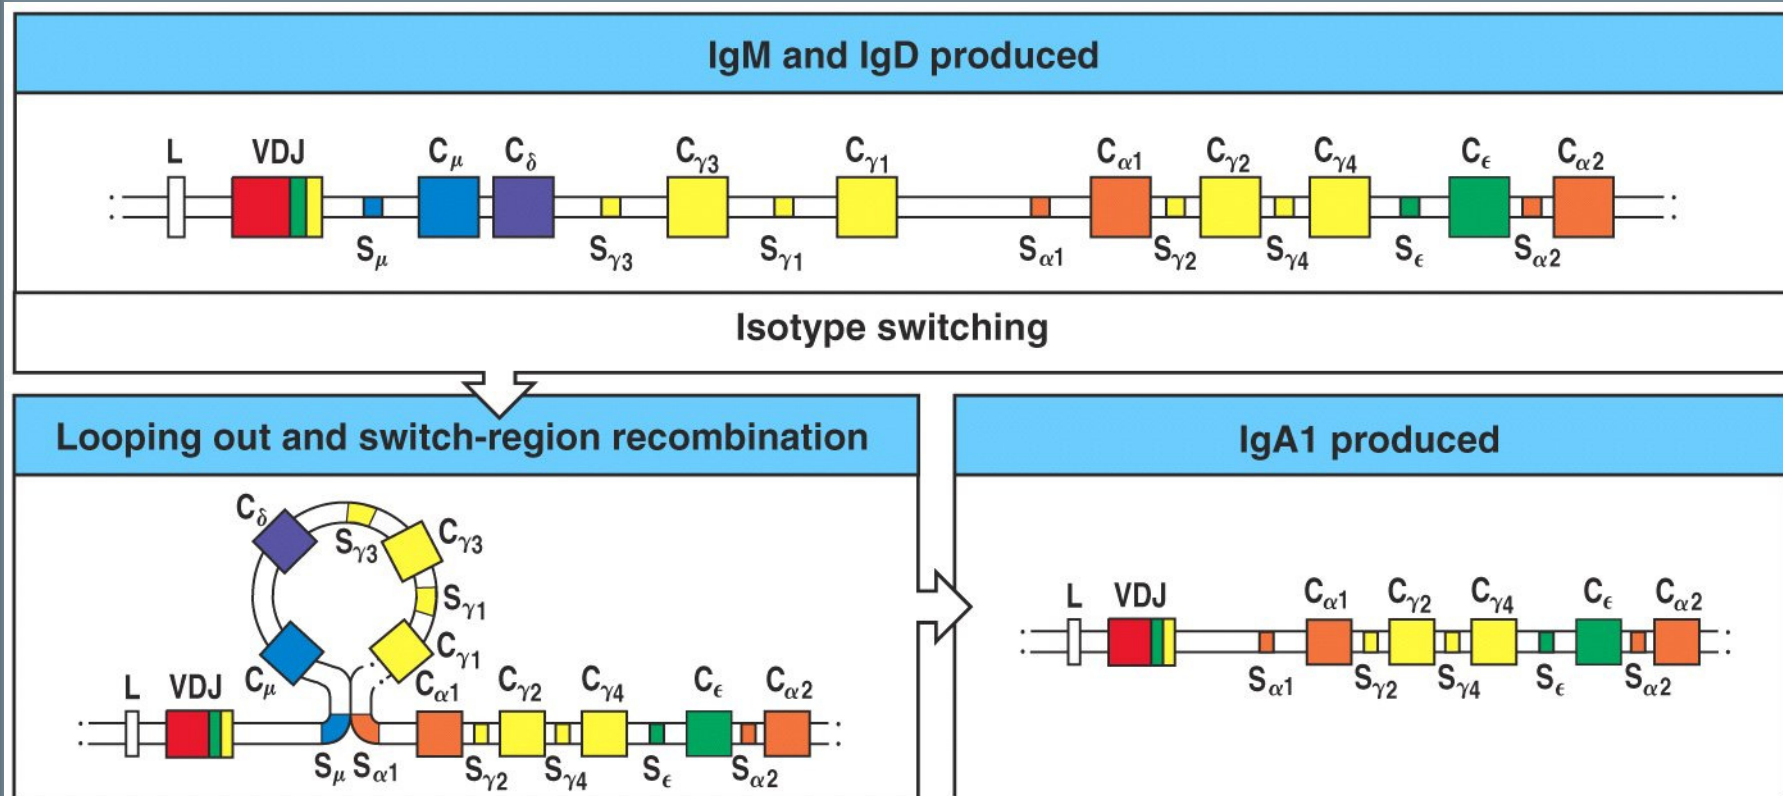 IgM and IgD produced
L VDJ Cμ Cδ Cγ3 Cγ1 Cα1 Cγ2 Cγ4 Cϵ Cα2
Sμ Sγ3 Sγ1 Sα1 Sγ2 Sγ4 Sϵ Sα2
Isotype switching
Looping out and switch-region recombination
Cδ Sγ3 Cγ3
Sγ1
Cμ Cγ1
L VDJ Cα1 Cγ2 Cγ4 Cϵ Cα2
Sμ Sα1 Sγ2 Sγ4 Sϵ Sα2
IgA1 produced
L VDJ Cα1 Cγ2 Cγ4 Cϵ Cα2
Sα1 Sγ2 Sγ4 Sϵ Sα2